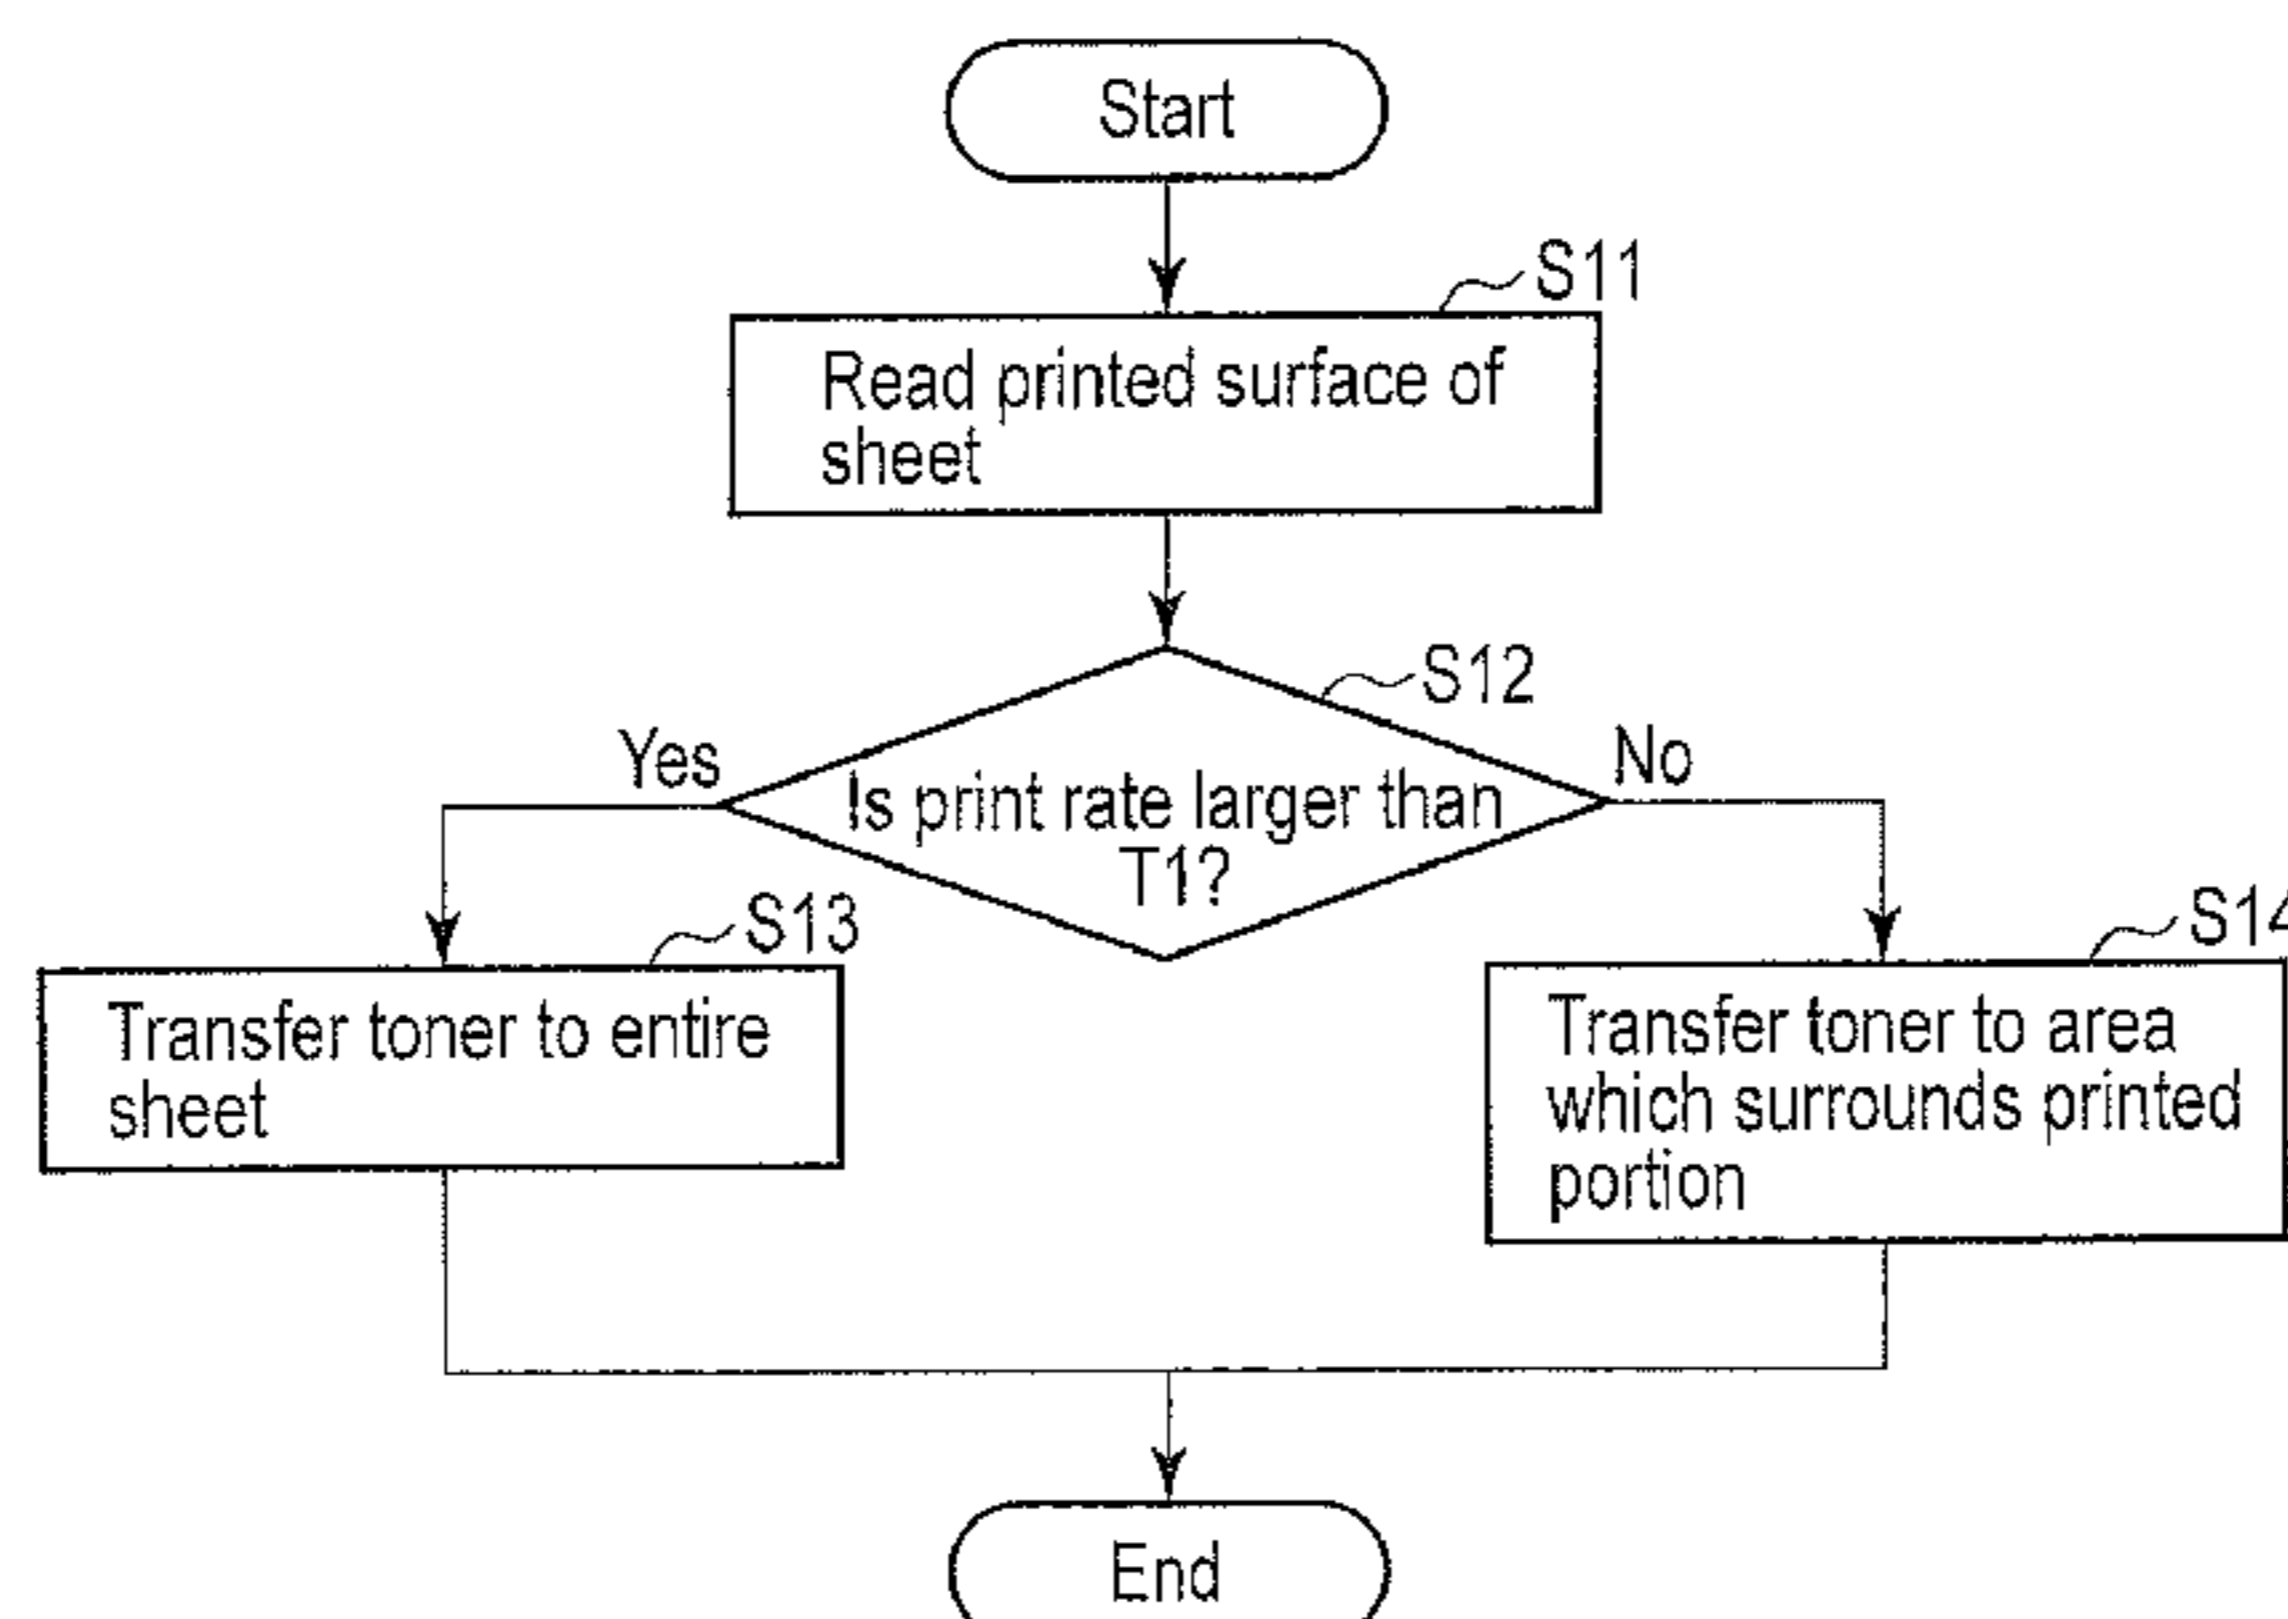 Start
S11
Read printed surface of
sheet
S12
Yes
No
Is print rate larger than
T1?
S13
Transfer toner to entire
sheet
S14
Transfer toner to area
which surrounds printed
portion
End